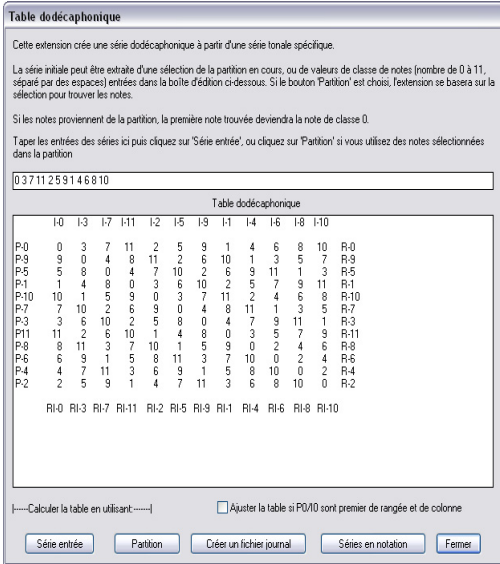 Table dodécaphonique
Cette extension crée une série dodécaphonique à partir d'une série tonale spécifique.
La série initiale peut être extraite d'une sélection de la partition en cours, ou de valeurs de classe de notes (nombre de 0 à 11,
séparé par des espaces) entrées dans la boîte d'édition ci-dessous. Si le bouton 'Partition' est choisi, l'extension se basera sur la
sélection pour trouver les notes.
Si les notes proviennent de la partition, la première note trouvée deviendra la note de classe 0.
Taper les entrées des séries ici puis cliquez sur 'Série entrée', ou cliquez sur 'Partition' si vous utilisez des notes sélectionnées
dans la partition
0 3 7 11 2 5 9 1 4 6 8 10
Table dodécaphonique
I-0 I-3 I-7 I-11 I-2 I-5 I-9 I-1 I-4 I-6 I-8 I-10
P-0 0 3 7 11 2 5 9 1 4 6 8 10 R-0
P-9 9 0 4 8 11 2 6 10 1 3 5 7 R-9
P-5 5 8 0 4 7 10 2 6 9 11 1 3 R-5
P-1 1 4 8 0 3 6 10 2 5 7 9 11 R-1
P-10 10 1 5 9 0 3 7 11 2 4 6 8 R-10
P-7 7 10 2 6 9 0 4 8 11 1 3 5 R-7
P-3 3 6 10 2 5 8 0 4 7 9 11 1 R-3
P11 11 2 6 10 1 4 8 0 3 5 7 9 R-11
P-8 8 11 3 7 10 1 5 9 0 2 4 6 R-8
P-6 6 9 1 5 8 11 3 7 10 0 2 4 R-6
P-4 4 7 11 3 6 9 1 5 8 10 0 2 R-4
P-2 2 5 9 1 4 7 11 3 6 8 10 0 R-2
RI-0 RI-3 RI-7 RI-11 RI-2 RI-5 RI-9 RI-1 RI-4 RI-6 RI-8 RI-10
|------Calculer la table en utilisant:-------| Ajuster la table si P0/I0 sont premier de rangée et de colonne
Série entrée Partition Créer un fichier journal Séries en notation Fermer